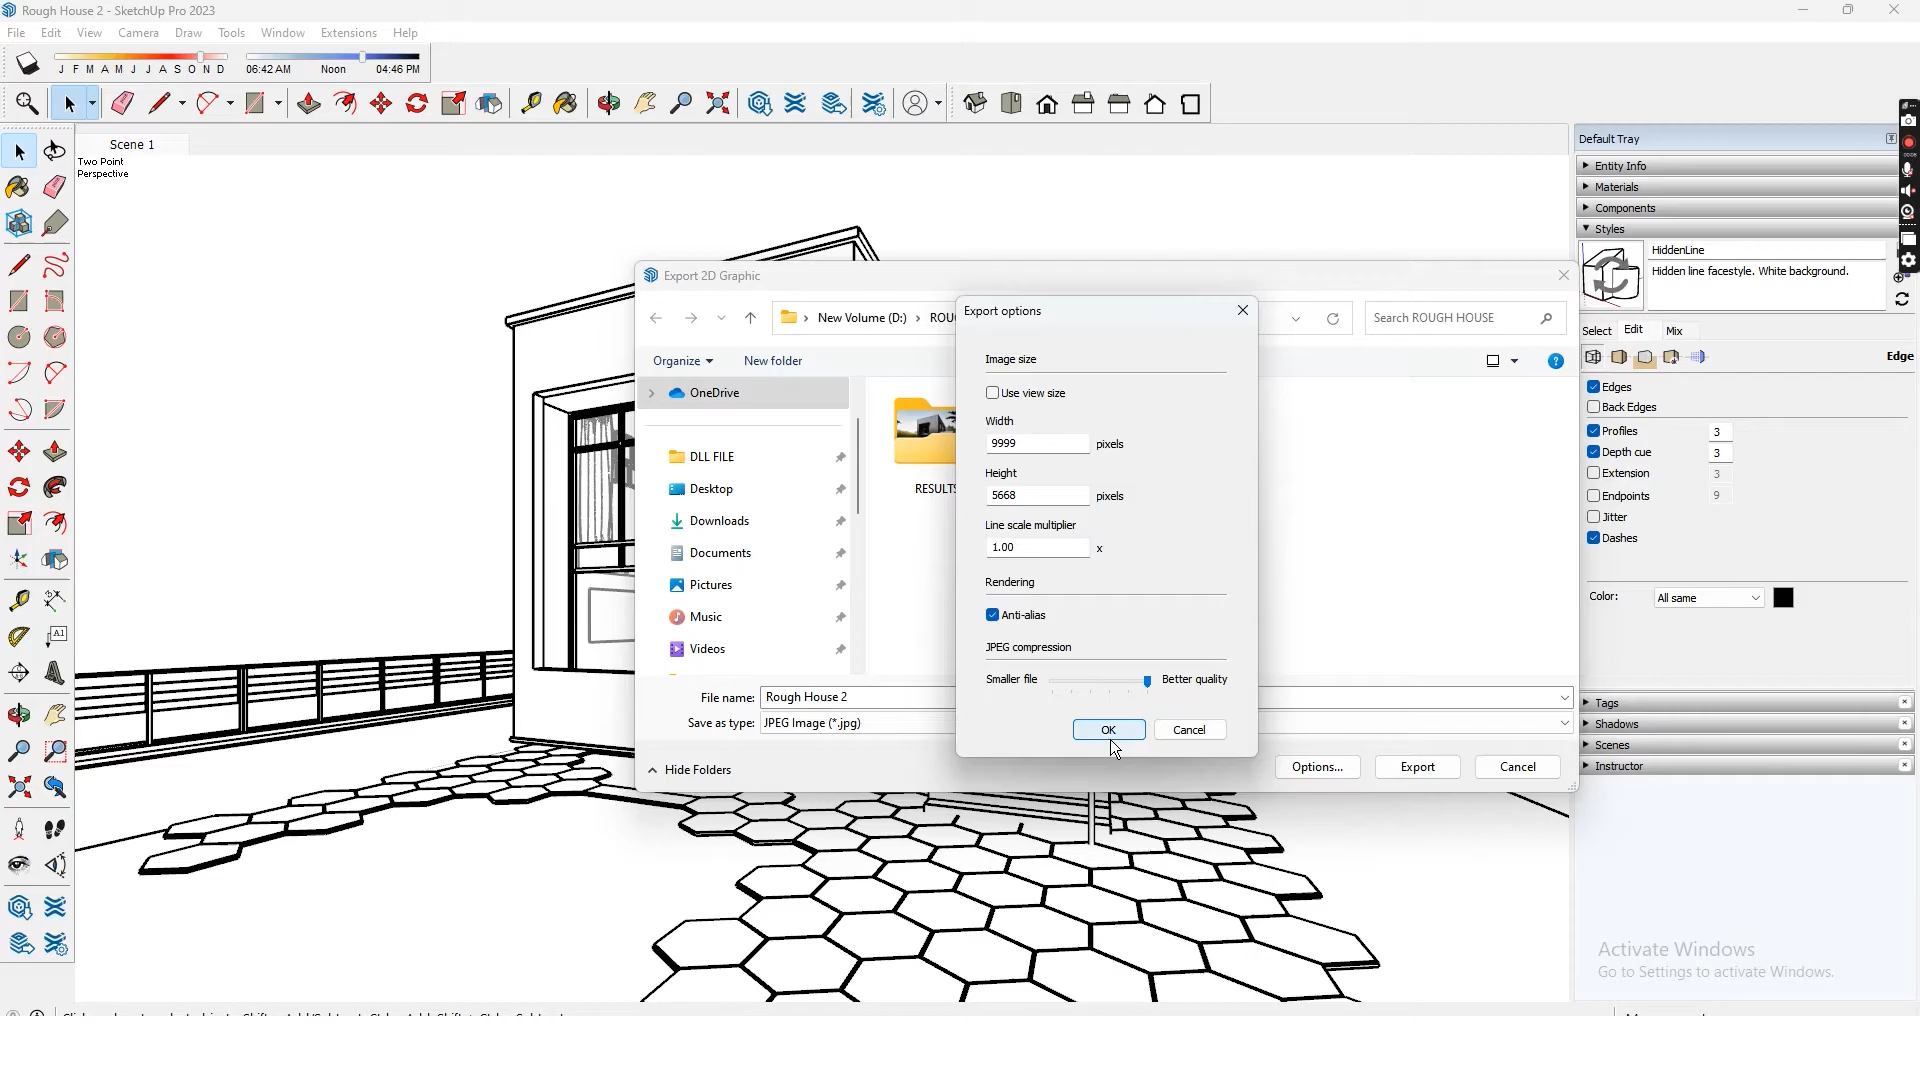 Rough House 2 - SketchUp Pro 2023
File Edit View Camera Draw Tools Window Extensions Help
J F M A M J J A S O N D 06:42 AM Noon 04:46 PM
Scene 1
Two Point
Perspective
Default Tray
Entity Info
Materials
Components
Styles
HiddenLine
Hidden line facestyle. White background.
Select Edit Mix
Edge
Edges
Back Edges
Profiles 3
Depth cue 3
Extension 3
Endpoints 9
Jitter
Dashes
Color: All same
Tags
Shadows
Scenes
Instructor
Export 2D Graphic
New Volume (D:) › ROU
Search ROUGH HOUSE
Organize New folder
OneDrive
DLL FILE
Desktop
Downloads
Documents
Pictures
Music
Videos
RESULTS
File name: Rough House 2
Save as type: JPEG Image (*.jpg)
Hide Folders
Options... Export Cancel
Export options
Image size
Use view size
Width
9999 pixels
Height
5668 pixels
Line scale multiplier
1.00 x
Rendering
Anti-alias
JPEG compression
Smaller file Better quality
OK Cancel
A1
Activate Windows
Go to Settings to activate Windows.